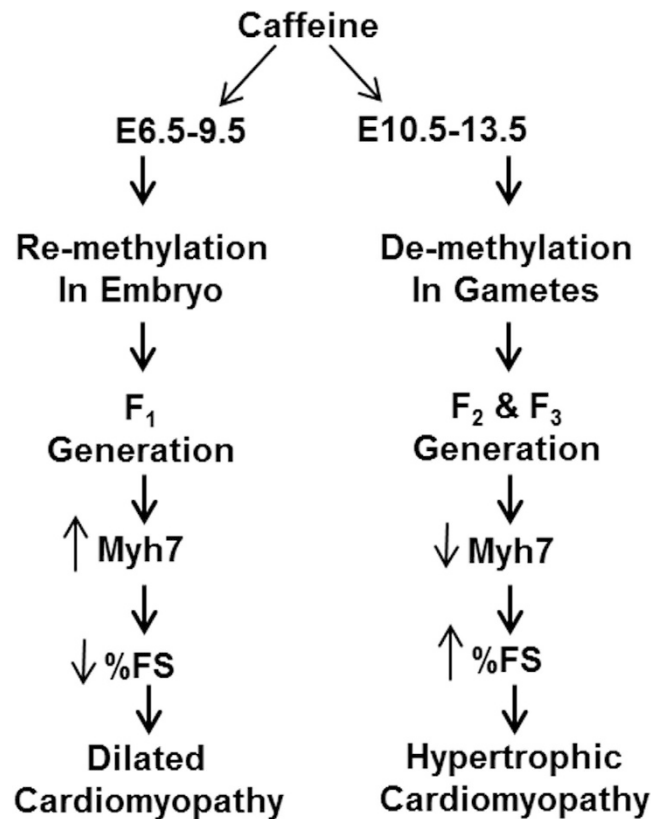 Caffeine
E6.5-9.5
E10.5-13.5
Re-methylation
In Embryo
De-methylation
In Gametes
F₁
Generation
F₂ & F₃
Generation
↑ Myh7
↓ Myh7
↓ %FS
↑ %FS
Dilated
Cardiomyopathy
Hypertrophic
Cardiomyopathy